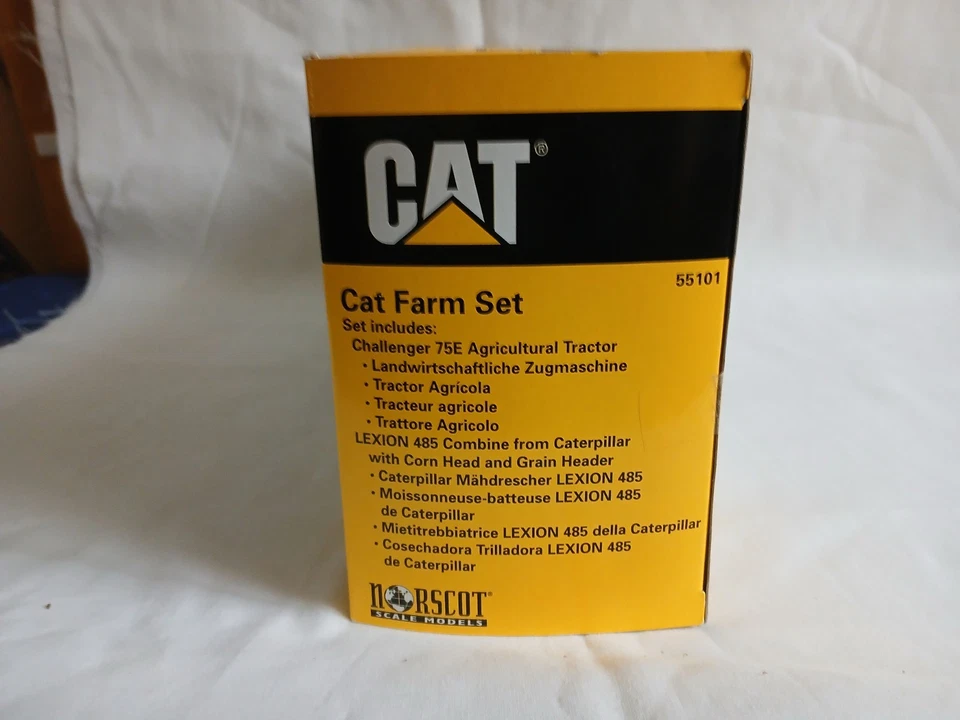 CAT®
55101
Cat Farm Set
Set includes:
Challenger 75E Agricultural Tractor
• Landwirtschaftliche Zugmaschine
• Tractor Agrícola
• Tracteur agricole
• Trattore Agricolo
LEXION 485 Combine from Caterpillar
with Corn Head and Grain Header
• Caterpillar Mähdrescher LEXION 485
• Moissonneuse-batteuse LEXION 485
de Caterpillar
• Mietitrebbiatrice LEXION 485 della Caterpillar
• Cosechadora Trilladora LEXION 485
de Caterpillar
NORSCOT®
SCALE MODELS